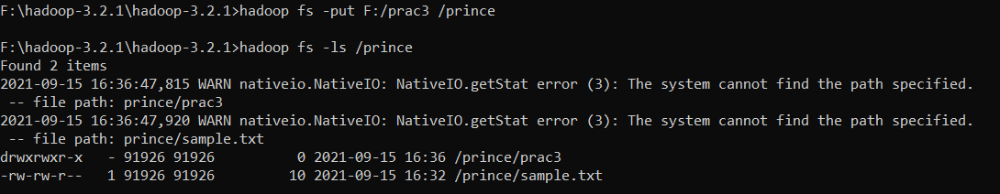 F:\hadoop-3.2.1\hadoop-3.2.1>hadoop fs -put F:/prac3 /prince
F:\hadoop-3.2.1\hadoop-3.2.1>hadoop fs -ls /prince
Found 2 items
2021-09-15 16:36:47,815 WARN nativeio.NativeIO: NativeIO.getStat error (3): The system cannot find the path specified.
 -- file path: prince/prac3
2021-09-15 16:36:47,920 WARN nativeio.NativeIO: NativeIO.getStat error (3): The system cannot find the path specified.
 -- file path: prince/sample.txt
drwxrwxr-x   - 91926 91926          0 2021-09-15 16:36 /prince/prac3
-rw-rw-r--   1 91926 91926         10 2021-09-15 16:32 /prince/sample.txt